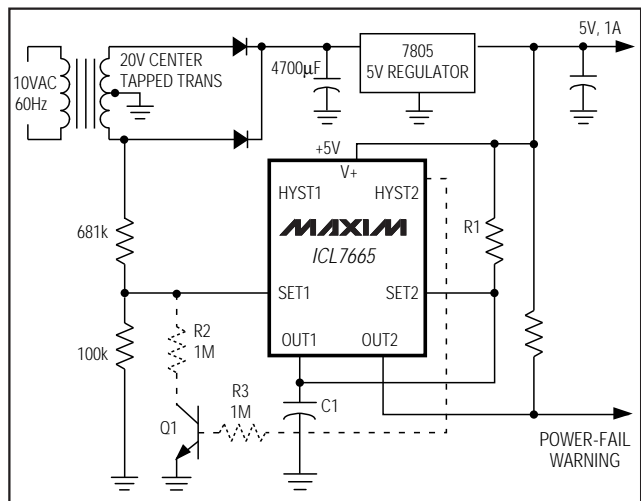 20V CENTER
TAPPED TRANS
10VAC
60Hz
4700µF
7805
5V REGULATOR
5V, 1A
+5V
V+
HYST1
HYST2
MAXIM
ICL7665
R1
681k
SET1
SET2
OUT1
OUT2
R2
1M
100k
R3
1M
C1
Q1
POWER-FAIL
WARNING